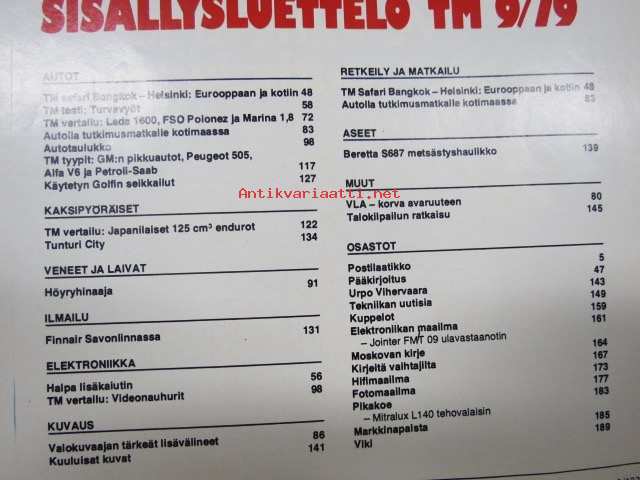 SISÄLLYSLUETTELO TM 9/79
AUTOT
TM safari Bangkok – Helsinki: Eurooppaan ja kotiin 48
TM testi: Turvavyöt 58
TM vertailu: Lada 1600, FSO Polonez ja Marina 1,8 72
Autolla tutkimusmatkalle kotimaassa 83
Autotaulukko 98
TM tyypit: GM:n pikkuautot, Peugeot 505,
Alfa V6 ja Petroli-Saab 117
Käytetyn Golfin seikkailut 127
KAKSIPYÖRÄISET
TM vertailu: Japanilaiset 125 cm³ endurot 122
Tunturi City 134
VENEET JA LAIVAT
Höyryhinaaja 91
ILMAILU
Finnair Savonlinnassa 131
ELEKTRONIIKKA
Halpa lisäkaiutin 56
TM vertailu: Videonauhurit 98
KUVAUS
Valokuvaajan tärkeät lisävälineet 86
Kuuluisat kuvat 141
RETKEILY JA MATKAILU
TM Safari Bangkok – Helsinki: Eurooppaan ja kotiin 48
Autolla tutkimusmatkalle kotimaassa 83
ASEET
Beretta S687 metsästyshaulikko 139
MUUT
VLA – korva avaruuteen 80
Talokilpailun ratkaisu 145
OSASTOT
Postilaatikko 5
Pääkirjoitus 47
Urpo Vihervaara 143
Tekniikan uutisia 149
Kuppelot 159
Elektroniikan maailma 161
– Jointer FMT 09 ulavastaanotin
Moskovan kirje 164
Kirjeitä vaihtajilta 167
Hifimaailma 173
Fotomaailma 177
Pikakoe 183
– Mitralux L140 tehovalaisin
Markkinapaista 185
Viki 189
Antikvariaatti.net